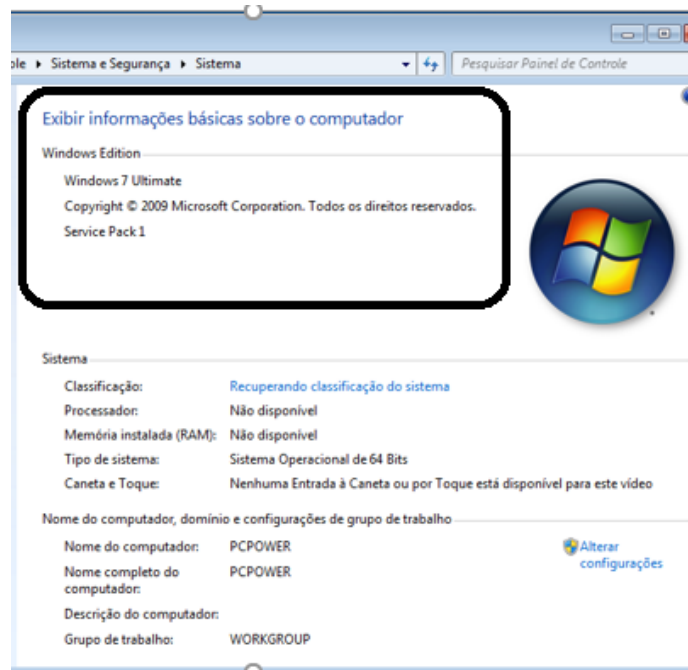 ole ▸ Sistema e Segurança ▸ Sistema
Pesquisar Painel de Controle
Exibir informações básicas sobre o computador
Windows Edition
Windows 7 Ultimate
Copyright © 2009 Microsoft Corporation. Todos os direitos reservados.
Service Pack 1
Sistema
Classificação: Recuperando classificação do sistema
Processador: Não disponível
Memória instalada (RAM): Não disponível
Tipo de sistema: Sistema Operacional de 64 Bits
Caneta e Toque: Nenhuma Entrada à Caneta ou por Toque está disponível para este vídeo
Nome do computador, domínio e configurações de grupo de trabalho
Nome do computador: PCPOWER
Alterar
configurações
Nome completo do
computador: PCPOWER
Descrição do computador:
Grupo de trabalho: WORKGROUP